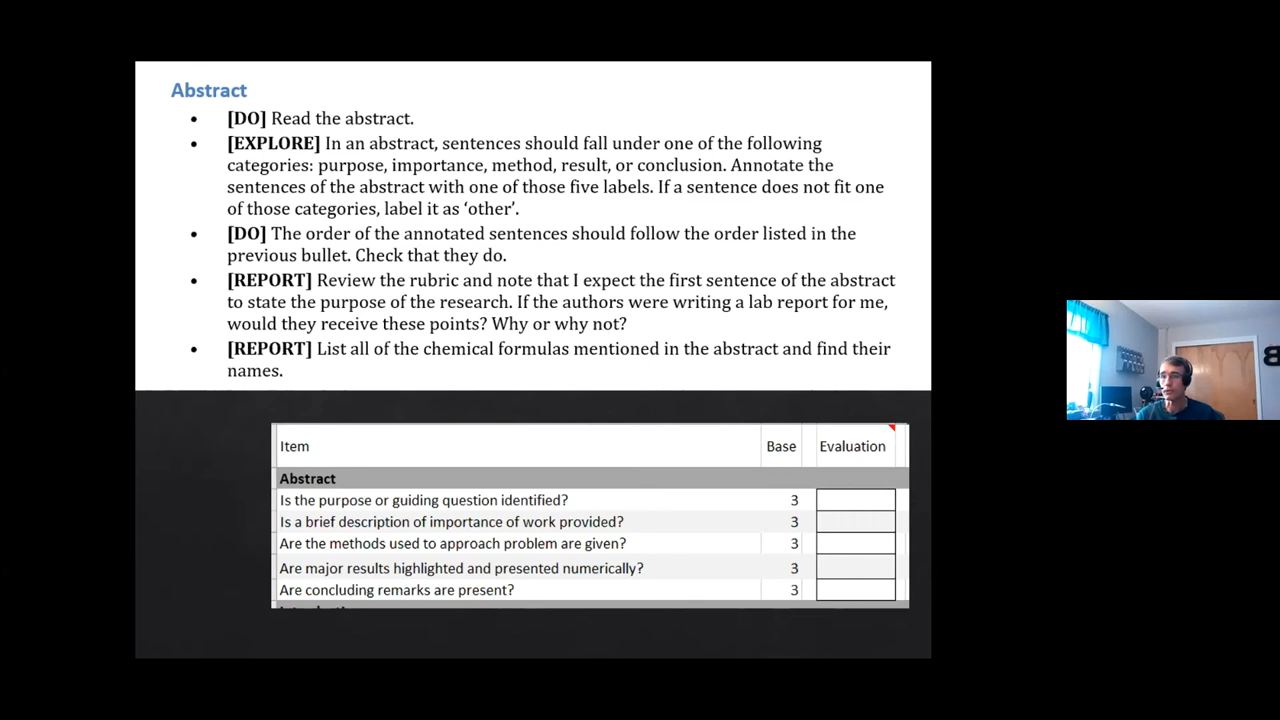 Abstract
• [DO] Read the abstract.
• [EXPLORE] In an abstract, sentences should fall under one of the following
categories: purpose, importance, method, result, or conclusion. Annotate the
sentences of the abstract with one of those five labels. If a sentence does not fit one
of those categories, label it as ‘other’.
• [DO] The order of the annotated sentences should follow the order listed in the
previous bullet. Check that they do.
• [REPORT] Review the rubric and note that I expect the first sentence of the abstract
to state the purpose of the research. If the authors were writing a lab report for me,
would they receive these points? Why or why not?
• [REPORT] List all of the chemical formulas mentioned in the abstract and find their
names.
Item Base Evaluation
Abstract
Is the purpose or guiding question identified? 3
Is a brief description of importance of work provided? 3
Are the methods used to approach problem are given? 3
Are major results highlighted and presented numerically? 3
Are concluding remarks are present? 3